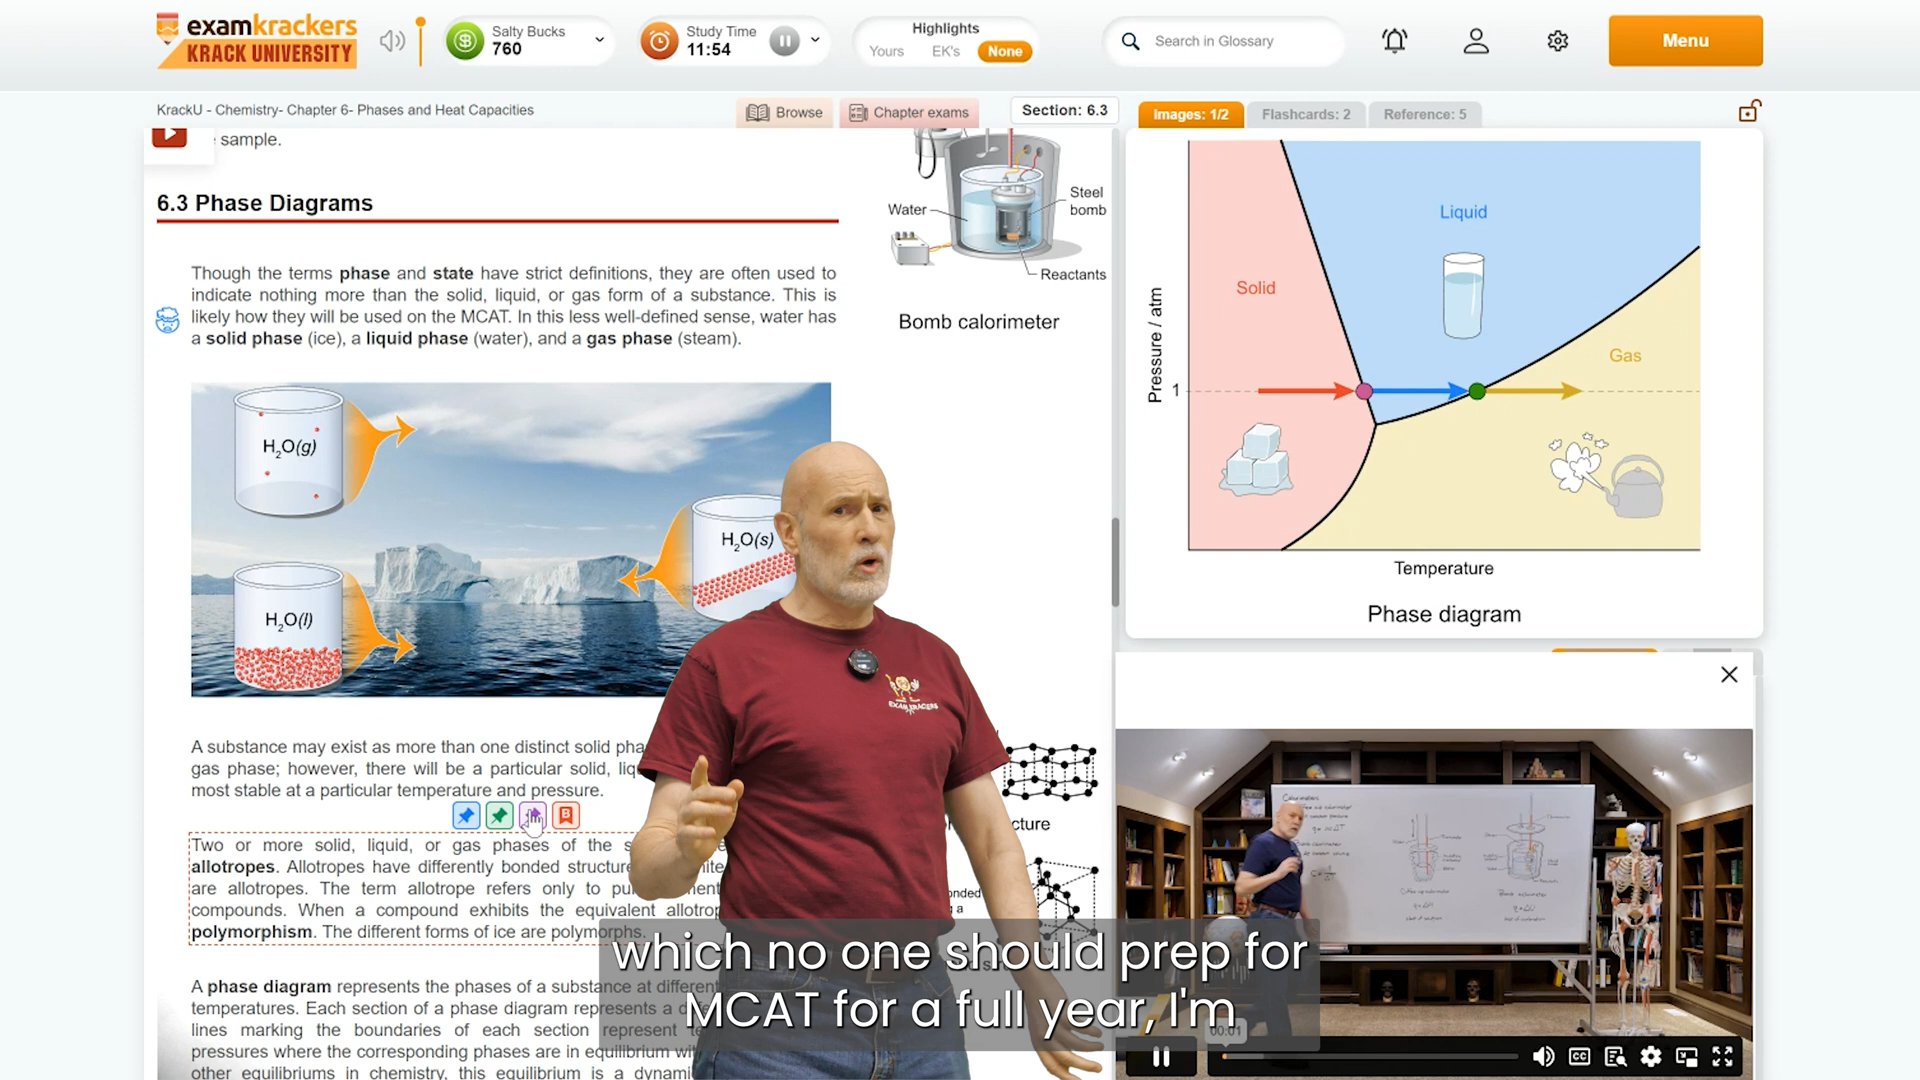 examkrackers
KRACK UNIVERSITY
Salty Bucks
760
Study Time
11:54
Highlights
Yours
EK's
None
Search in Glossary
Menu
KrackU - Chemistry- Chapter 6- Phases and Heat Capacities
Browse
Chapter exams
Section: 6.3
Images: 1/2
Flashcards: 2
Reference: 5
sample.
6.3 Phase Diagrams
Though the terms phase and state have strict definitions, they are often used to
indicate nothing more than the solid, liquid, or gas form of a substance. This is
likely how they will be used on the MCAT. In this less well-defined sense, water has
a solid phase (ice), a liquid phase (water), and a gas phase (steam).
H2O(g)
H2O(s)
H2O(l)
A substance may exist as more than one distinct solid
gas phase; however, there will be a particular solid,
most stable at a particular temperature and pressure.
B
Two or more solid, liquid, or gas phases of the
allotropes. Allotropes have differently bonded
are allotropes. The term allotrope refers only to
compounds. When a compound exhibits the equivalent
polymorphism. The different forms of ice are polymorphs.
A phase diagram represents the phases of a substance at different
temperatures. Each section of a phase diagram represents a
lines marking the boundaries of each section represent
pressures where the corresponding phases are in equilibrium
other equilibriums in chemistry, this equilibrium is a
Water
Steel
bomb
Reactants
Bomb calorimeter
Pressure / atm
1
Solid
Liquid
Gas
Temperature
Phase diagram
EXAMKRACKERS
which no one should prep for
MCAT for a full year, I'm
00:01
CC